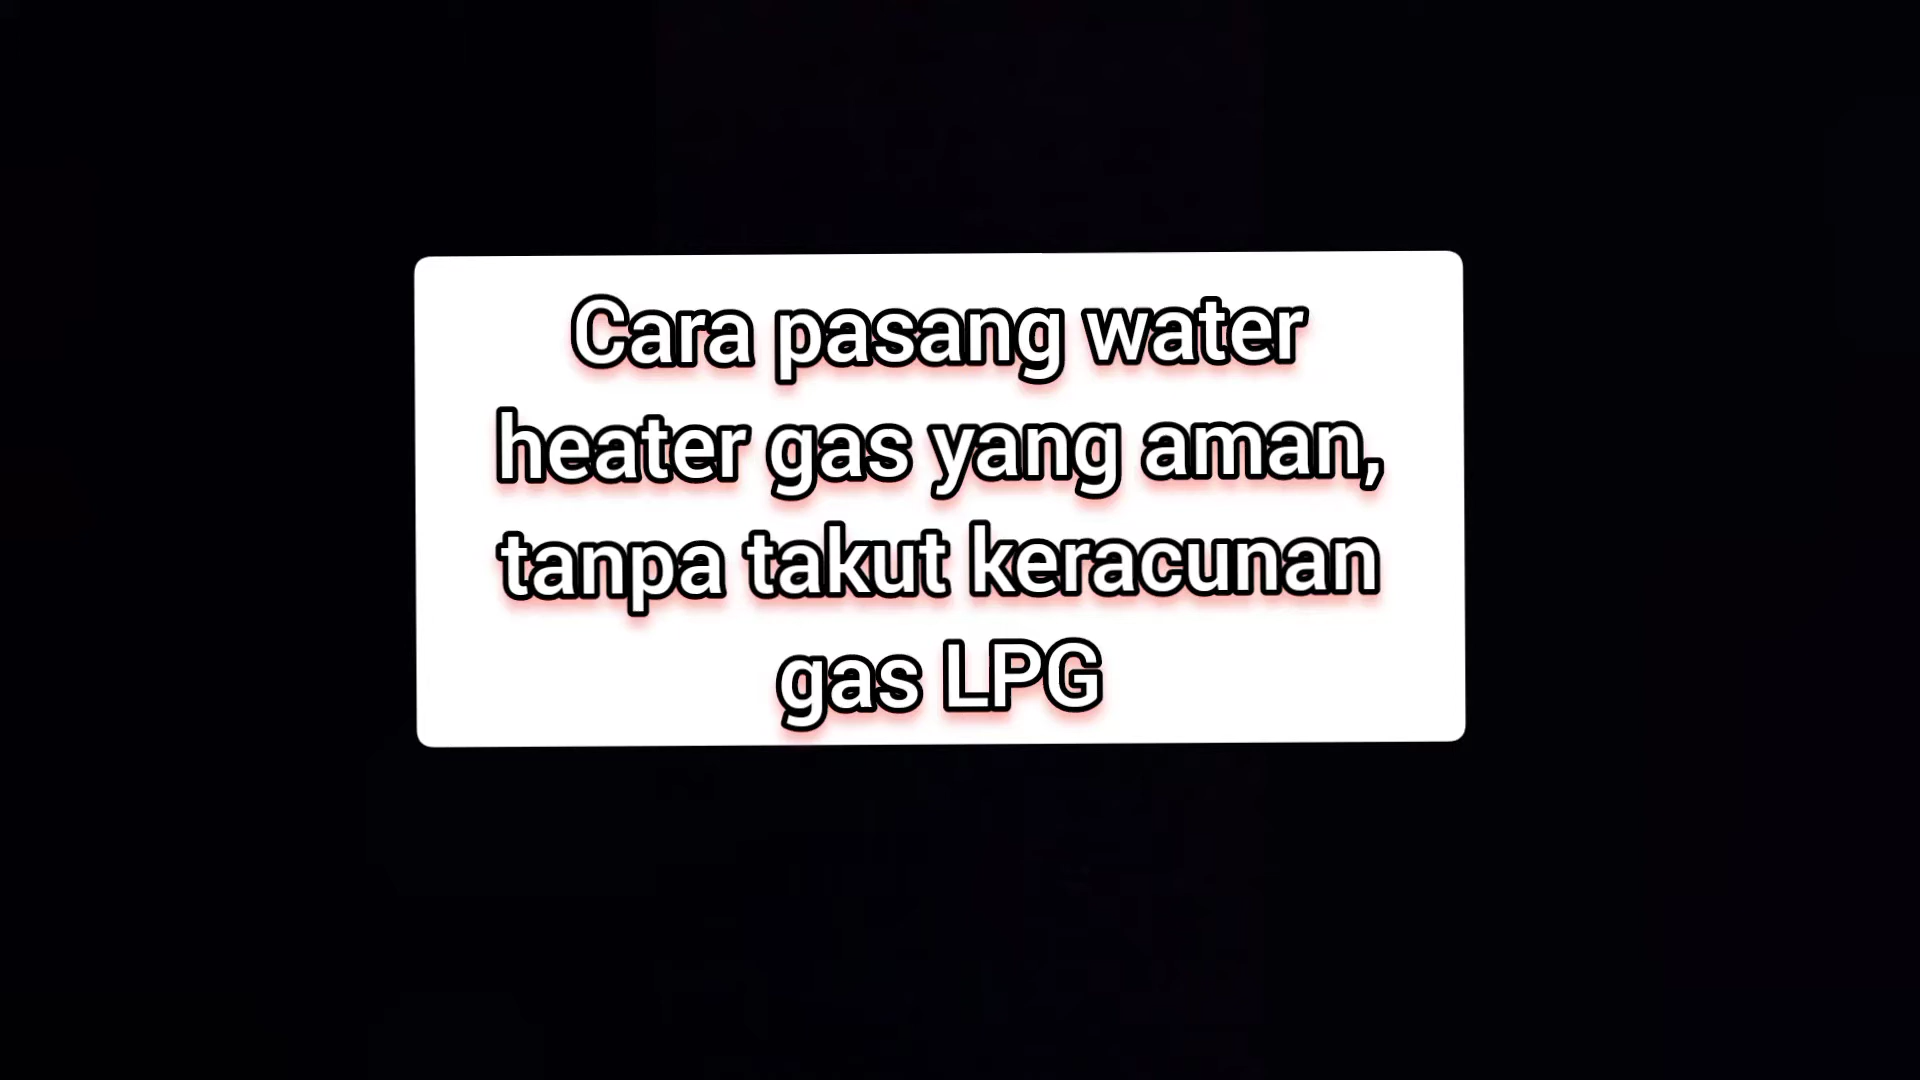 Cara pasang water
heater gas yang aman,
tanpa takut keracunan
gas LPG